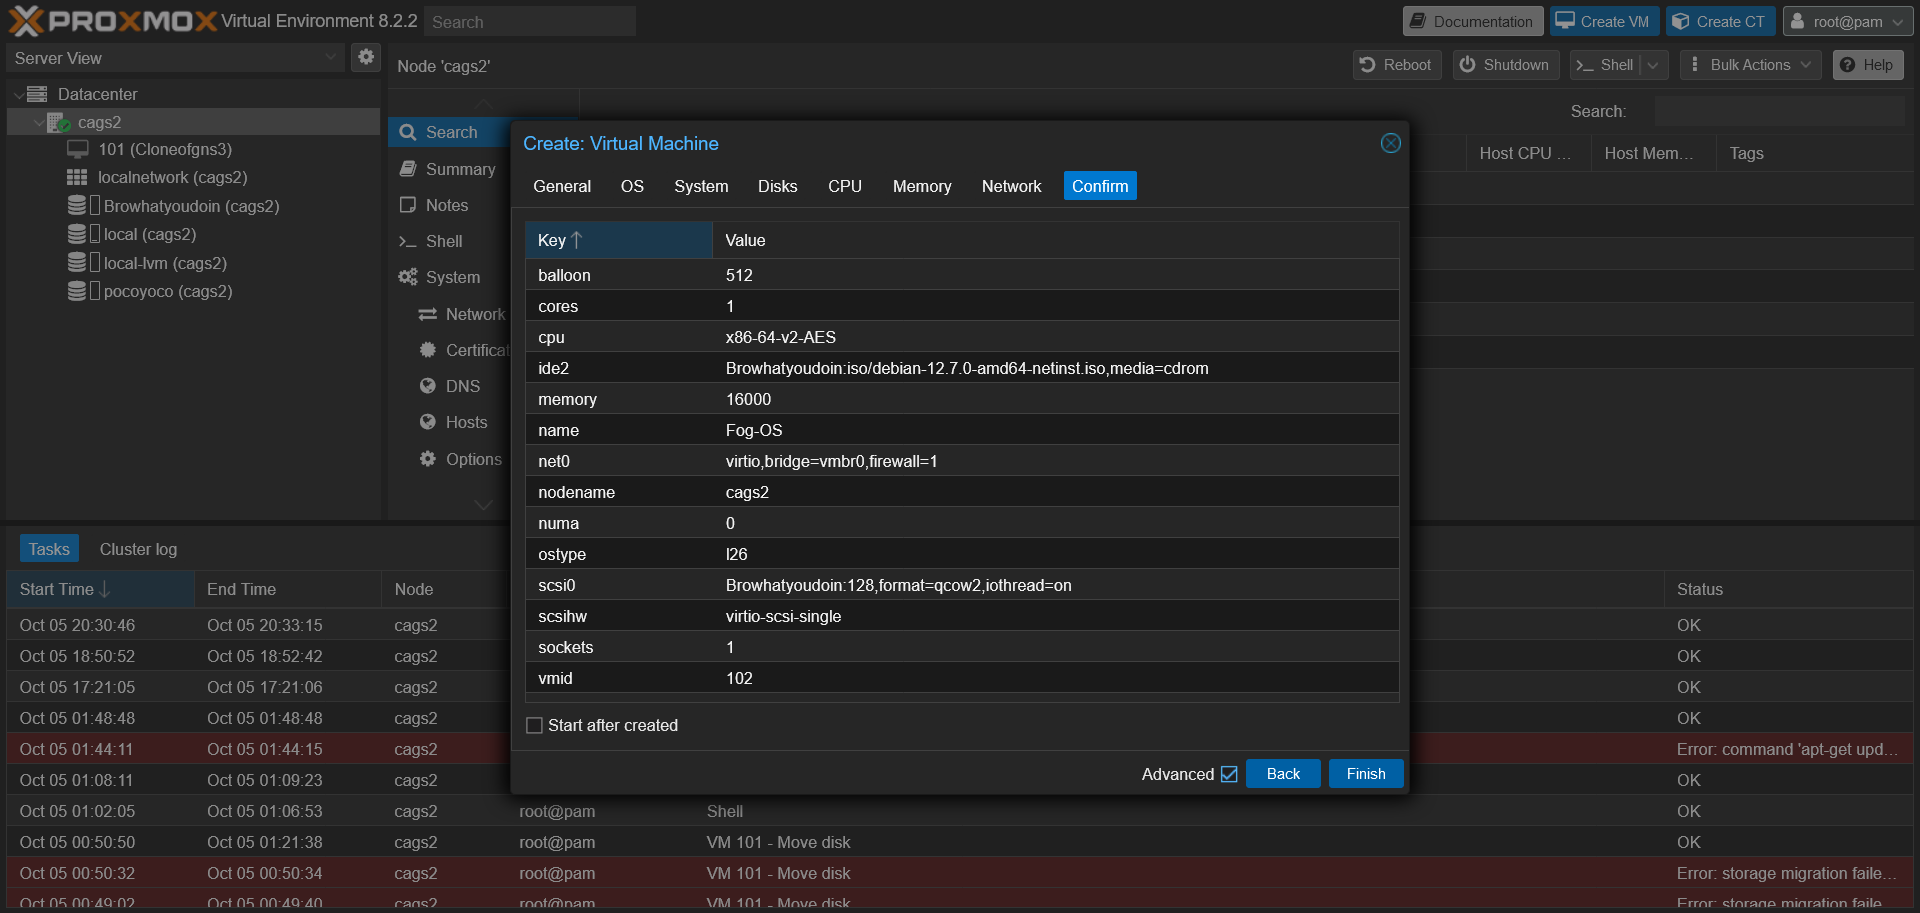 PROXMOX Virtual Environment 8.2.2 Search Documentation Create VM Create CT root@pam
Server View
Node 'cags2' Reboot Shutdown Shell Bulk Actions Help
Datacenter
cags2
101 (Cloneofgns3)
localnetwork (cags2)
Browhatyoudoin (cags2)
local (cags2)
local-lvm (cags2)
pocoyoco (cags2)
Search
Summary
Notes
Shell
System
Network
Certificat
DNS
Hosts
Options
Search:
Host CPU ... Host Mem... Tags
Create: Virtual Machine
General OS System Disks CPU Memory Network Confirm
Key Value
balloon 512
cores 1
cpu x86-64-v2-AES
ide2 Browhatyoudoin:iso/debian-12.7.0-amd64-netinst.iso,media=cdrom
memory 16000
name Fog-OS
net0 virtio,bridge=vmbr0,firewall=1
nodename cags2
numa 0
ostype l26
scsi0 Browhatyoudoin:128,format=qcow2,iothread=on
scsihw virtio-scsi-single
sockets 1
vmid 102
Start after created
Advanced Back Finish
Tasks Cluster log
Start Time End Time Node Status
Oct 05 20:30:46 Oct 05 20:33:15 cags2 OK
Oct 05 18:50:52 Oct 05 18:52:42 cags2 OK
Oct 05 17:21:05 Oct 05 17:21:06 cags2 OK
Oct 05 01:48:48 Oct 05 01:48:48 cags2 OK
Oct 05 01:44:11 Oct 05 01:44:15 cags2 Error: command 'apt-get upd...
Oct 05 01:08:11 Oct 05 01:09:23 cags2 OK
Oct 05 01:02:05 Oct 05 01:06:53 cags2 root@pam Shell OK
Oct 05 00:50:50 Oct 05 01:21:38 cags2 root@pam VM 101 - Move disk OK
Oct 05 00:50:32 Oct 05 00:50:34 cags2 root@pam VM 101 - Move disk Error: storage migration faile...
Oct 05 00:49:02 Oct 05 00:49:40 cags2 root@pam VM 101 - Move disk Error: storage migration faile...